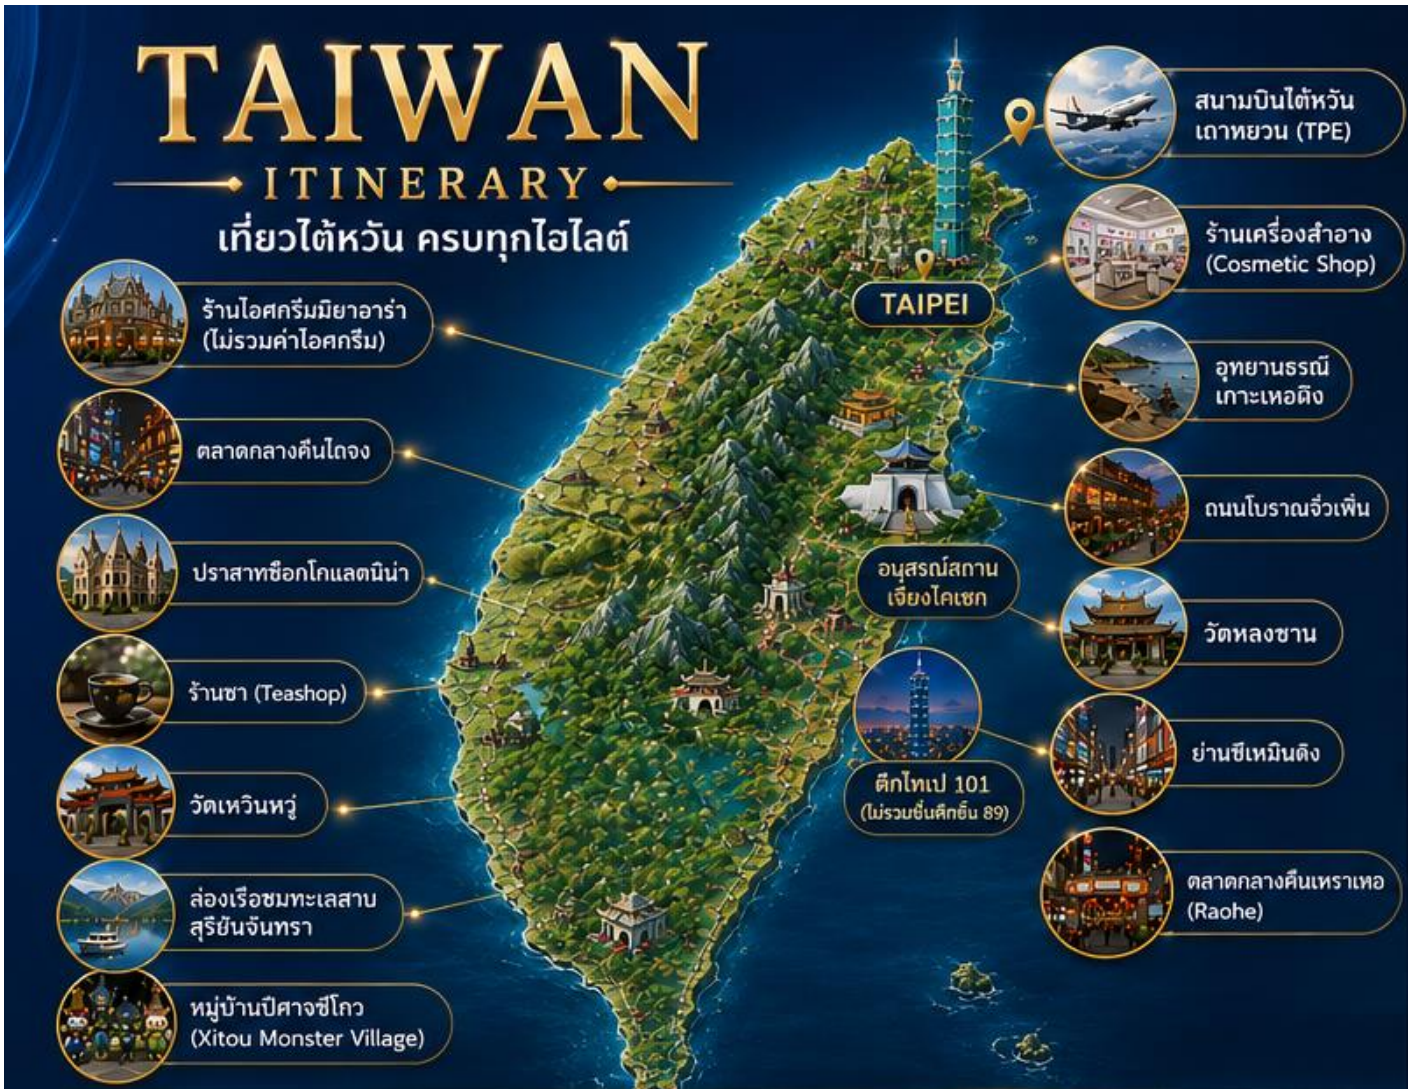 TAIWAN
ITINERARY
เที่ยวไต้หวัน ครบทุกไฮไลต์
ร้านไอศกรีมมิยาอาร่า
(ไม่รวมค่าไอศกรีม)
ตลาดกลางคืนไถจง
ปราสาทช็อกโกแลตนิน่า
ร้านชา (Teashop)
วัดเหวินหวู่
ล่องเรือชมทะเลสาบ
สุริยันจันทรา
หมู่บ้านปีศาจซีโถว
(Xitou Monster Village)
TAIPEI
อนุสรณ์สถาน
เจียงไคเชก
ตึกไทเป 101
(ไม่รวมขึ้นตึกชั้น 89)
สนามบินไต้หวัน
เถาหยวน (TPE)
ร้านเครื่องสำอาง
(Cosmetic Shop)
อุทยานธรณี
เกาะเหอผิง
ถนนโบราณจิ่วเฟิ่น
วัดหลงซาน
ย่านซีเหมินติง
ตลาดกลางคืนเหราเหอ
(Raohe)